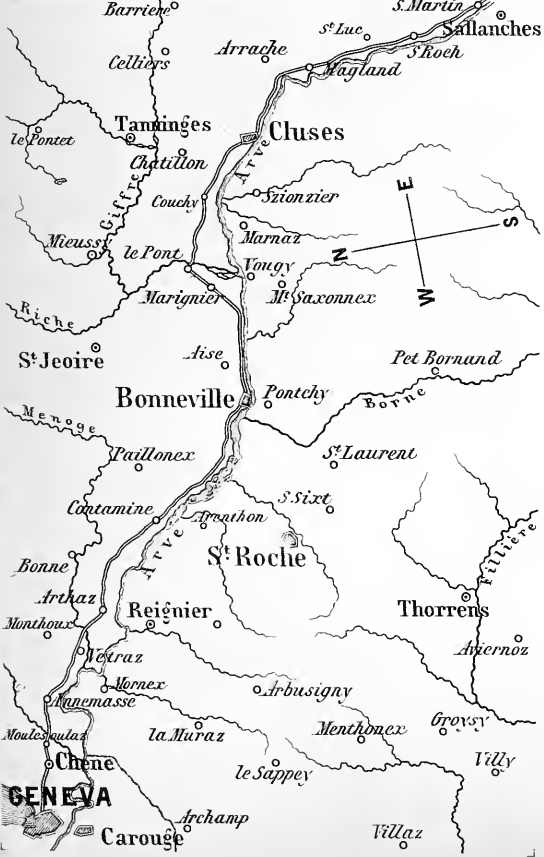 Barriere
S. Martin
Sallanches
St. Luc
Arrache
S. Roch
Celliers
Magland
Tanninges
le Pontet
Cluses
Chatillon
Arve
Giffre
Couchy
Szionzier
E
S
N
W
Marnaz
Mieussy
le Pont
Vougy
Marignier
Mt. Saxonnex
Riche
St. Jeoire
Aise
Pet Bornand
Bonneville
Pontchy
Borne
Menoge
Paillonex
St. Laurent
S. Sixt
Contamine
Arenthon
Arve
St. Roche
Fillière
Bonne
Arthaz
Reignier
Thorrens
Monthoux
Aviernoz
Vetraz
Mornex
Arbusigny
Annemasse
Groysy
la Muraz
Menthonex
Moulesoulaz
Chene
le Sappey
Villy
GENEVA
Archamp
Carouge
Villaz